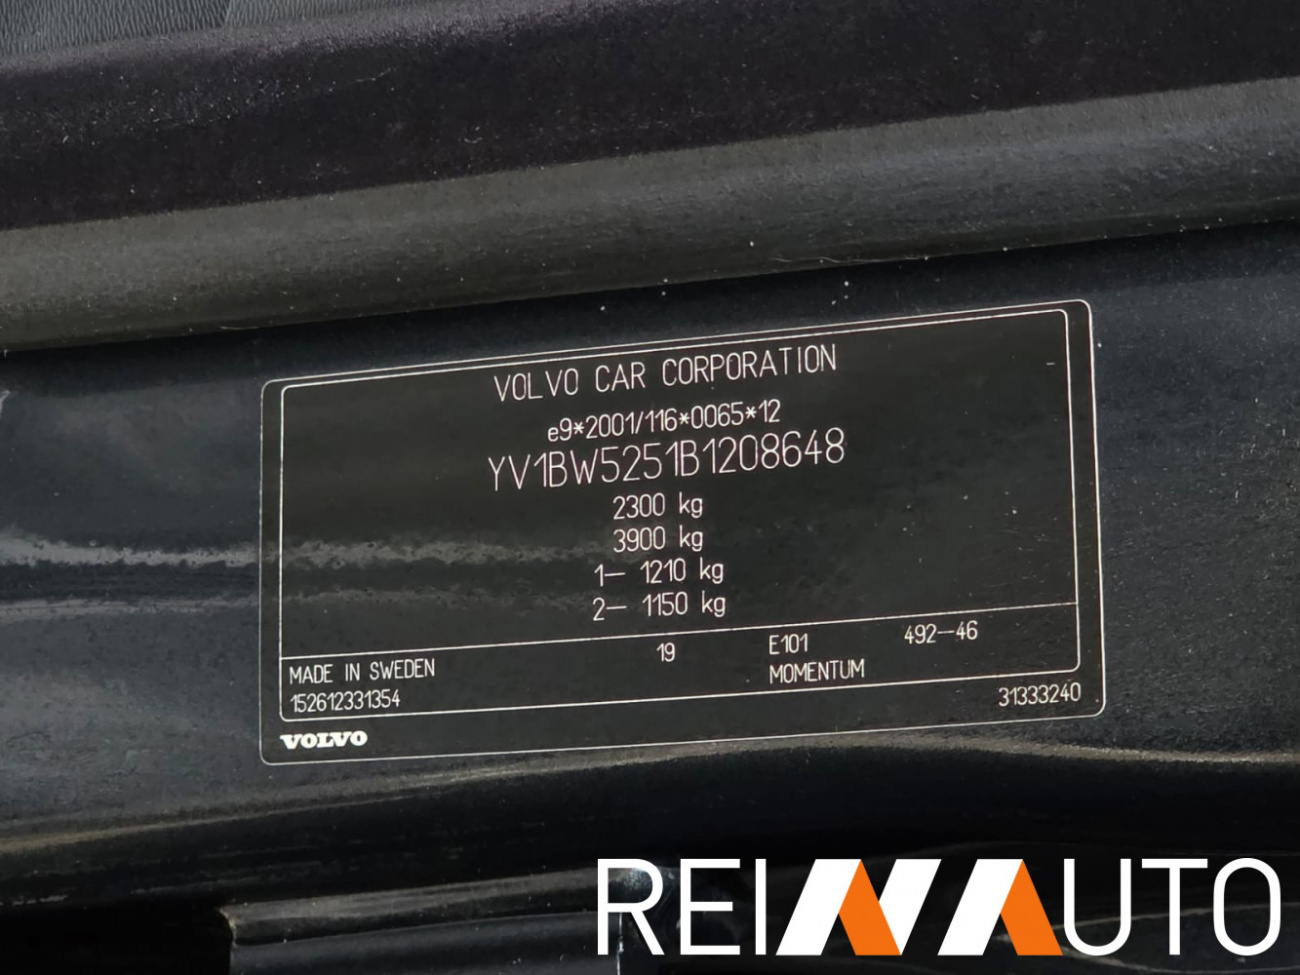 VOLVO CAR CORPORATION
e9*2001/116*0065*12
YV1BW5251B1208648
2300 kg
3900 kg
1– 1210 kg
2– 1150 kg
MADE IN SWEDEN 19 E101 492–46
152612331354 MOMENTUM
31333240
VOLVO
REINAUTO